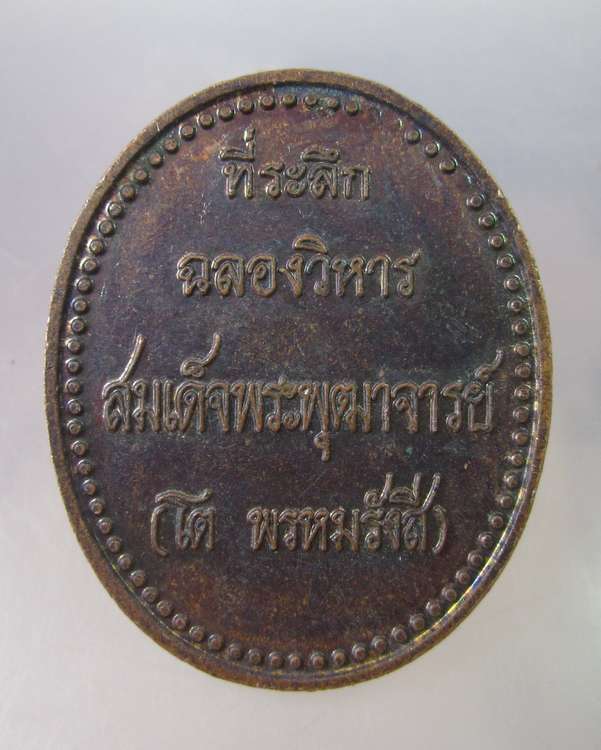 ที่ระลึก
ฉลองวิหาร
สมเด็จพระพุฒาจารย์
(โต พรหมรังสี)